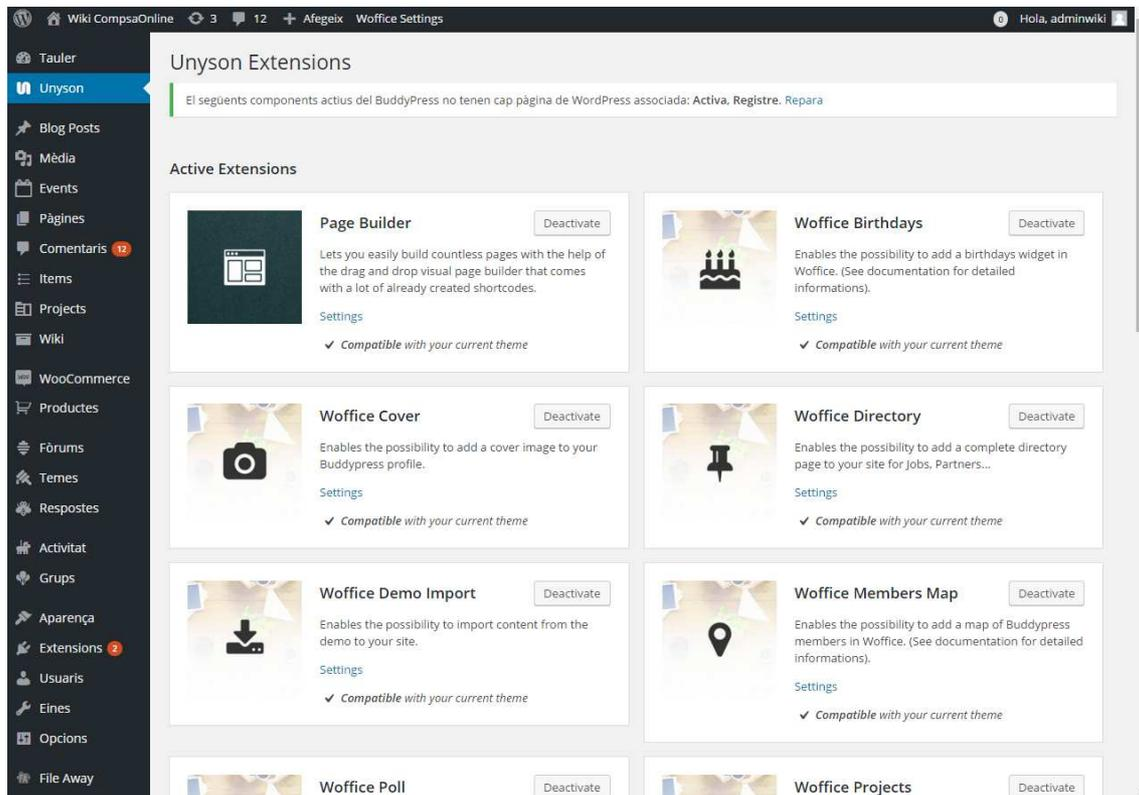 Wiki CompsaOnline 3 12 Afegeix Woffice Settings 0 Hola, adminwiki
Tauler
Unyson
Blog Posts
Mèdia
Events
Pàgines
Comentaris 12
Items
Projects
Wiki
WooCommerce
Productes
Fòrums
Temes
Respostes
Activitat
Grups
Aparença
Extensions 2
Usuaris
Eines
Opcions
File Away
Unyson Extensions
El següents components actius del BuddyPress no tenen cap pàgina de WordPress associada: Activa, Registre. Repara
Active Extensions
Page Builder
Deactivate
Lets you easily build countless pages with the help of
the drag and drop visual page builder that comes
with a lot of already created shortcodes.
Settings
Compatible with your current theme
Woffice Birthdays
Deactivate
Enables the possibility to add a birthdays widget in
Woffice. (See documentation for detailed
informations).
Settings
Compatible with your current theme
Woffice Cover
Deactivate
Enables the possibility to add a cover image to your
Buddypress profile.
Settings
Compatible with your current theme
Woffice Directory
Deactivate
Enables the possibility to add a complete directory
page to your site for Jobs, Partners...
Settings
Compatible with your current theme
Woffice Demo Import
Deactivate
Enables the possibility to import content from the
demo to your site.
Settings
Compatible with your current theme
Woffice Members Map
Deactivate
Enables the possibility to add a map of Buddypress
members in Woffice. (See documentation for detailed
informations).
Settings
Compatible with your current theme
Woffice Poll
Deactivate
Woffice Projects
Deactivate